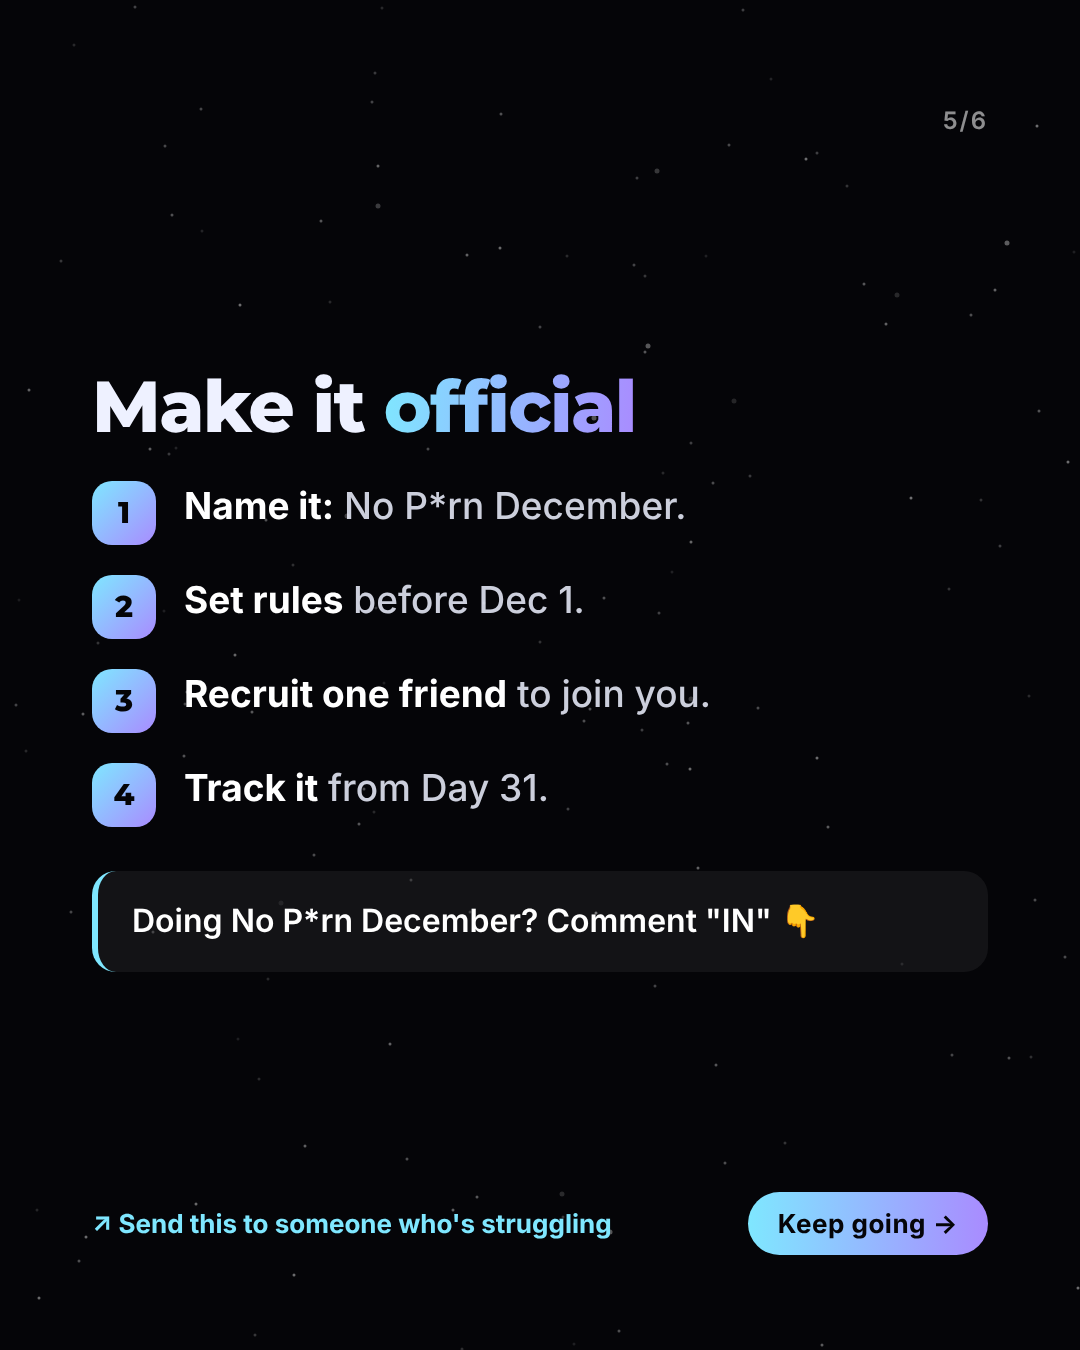 5/6
Make it official
1 Name it: No P*rn December.
2 Set rules before Dec 1.
3 Recruit one friend to join you.
4 Track it from Day 31.
Doing No P*rn December? Comment "IN" 👇
↗ Send this to someone who's struggling
Keep going →